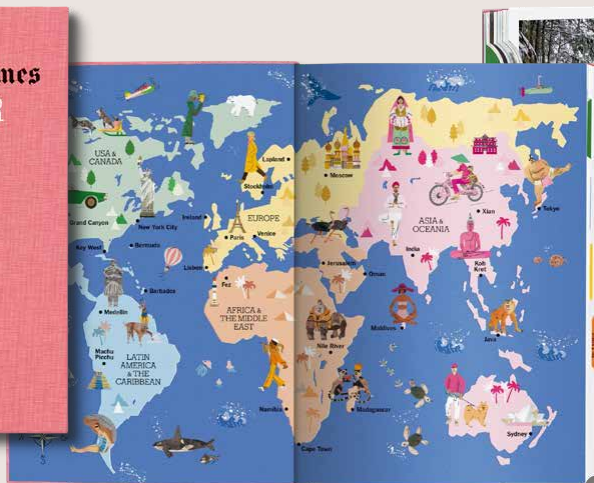 mes
USA &
CANADA
Grand Canyon
New York City
Key West
Bermuda
Barbados
Medellin
Machu
Picchu
LATIN
AMERICA
& THE
CARIBBEAN
Lapland
Stockholm
Ireland
EUROPE
Paris
Venice
Lisbon
Fez
AFRICA &
THE MIDDLE
EAST
Moscow
Jerusalem
Oman
Nile River
Namibia
Madagascar
Cape Town
ASIA &
OCEANIA
Xian
Tokyo
India
Koh
Kret
Maldives
Java
Sydney
S